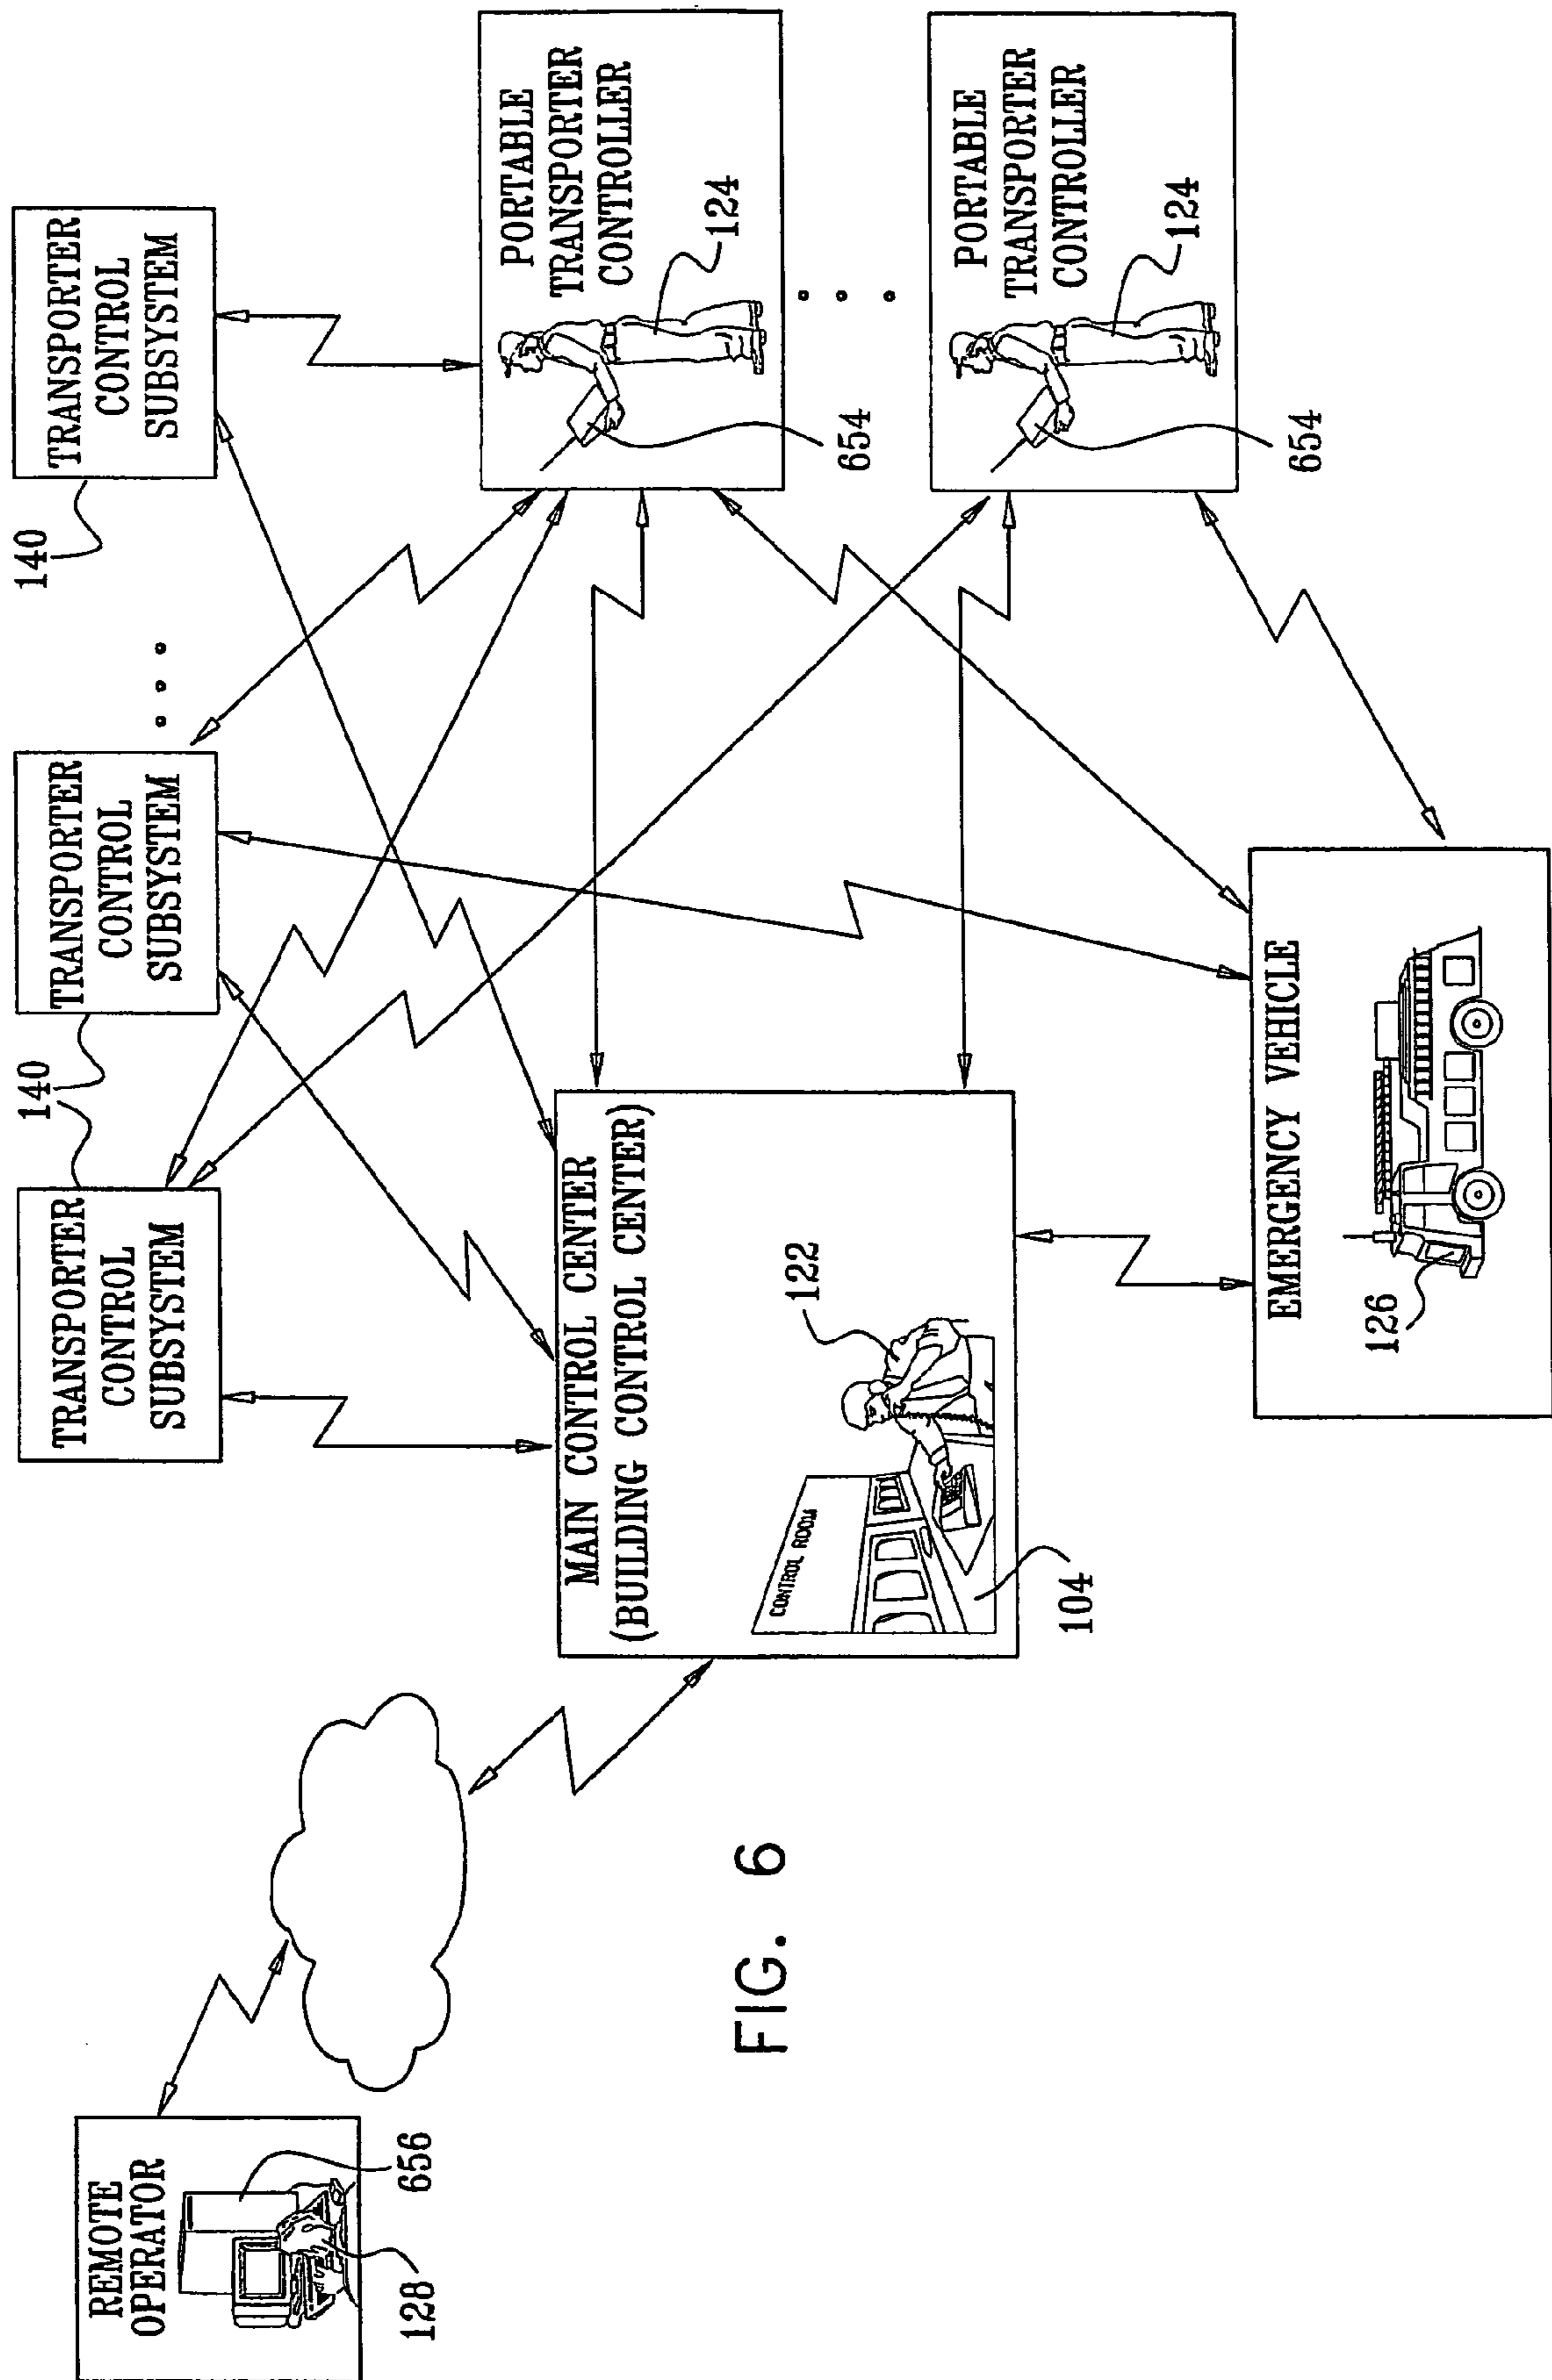 REMOTE
OPERATOR
656
128
TRANSPORTER
CONTROL
SUBSYSTEM
140
TRANSPORTER
CONTROL
SUBSYSTEM
140
TRANSPORTER
CONTROL
SUBSYSTEM
MAIN CONTROL CENTER
(BUILDING CONTROL CENTER)
CONTROL ROOM
122
104
PORTABLE
TRANSPORTER
CONTROLLER
124
654
PORTABLE
TRANSPORTER
CONTROLLER
124
654
EMERGENCY VEHICLE
126
FIG. 6